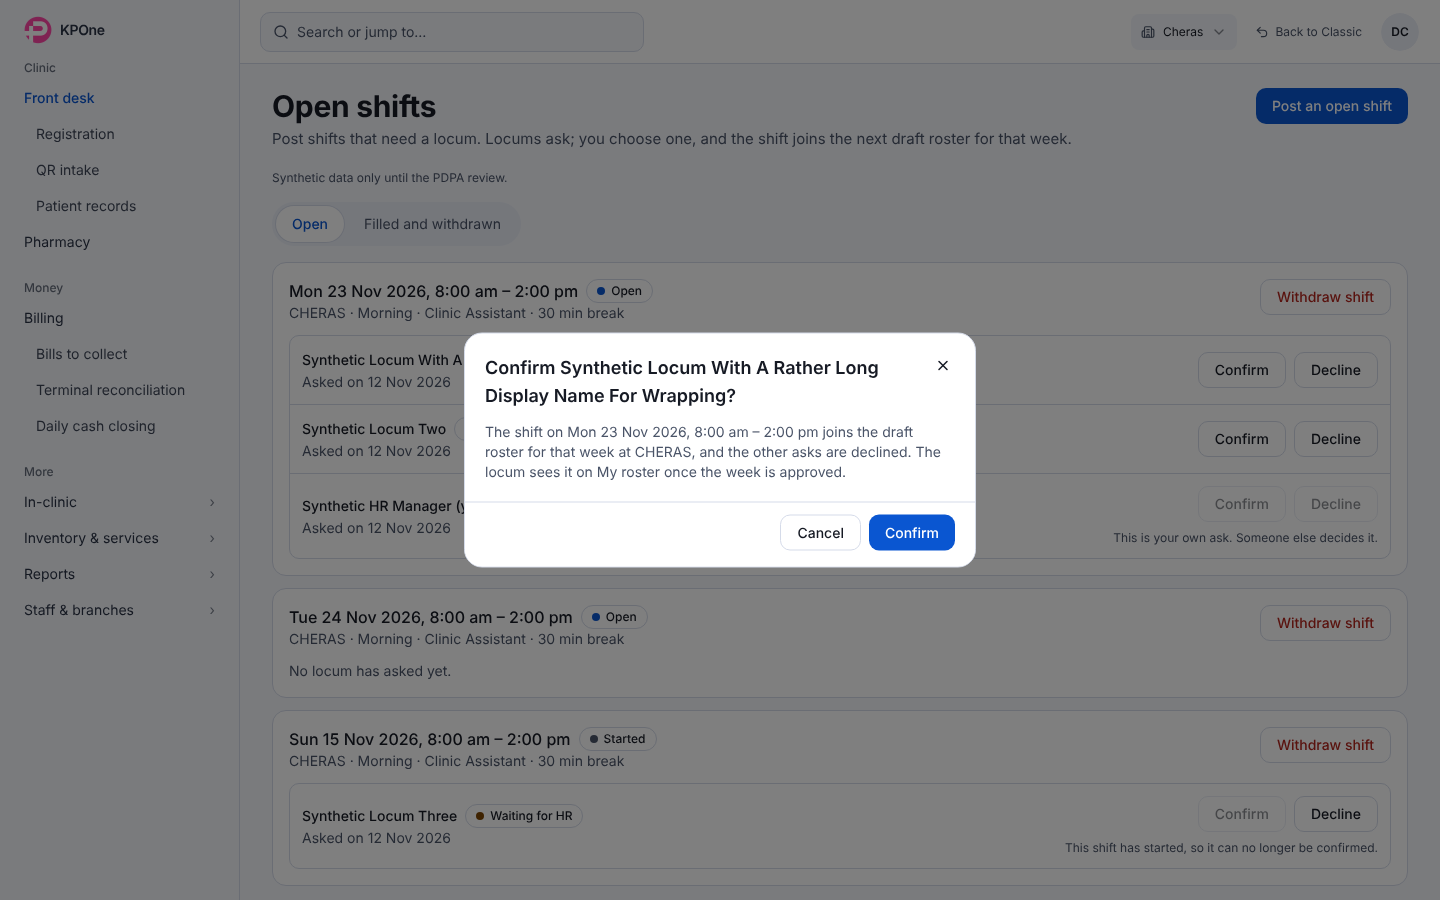 KPOne
Search or jump to...
Cheras
Back to Classic
DC
Clinic
Front desk
Registration
QR intake
Patient records
Pharmacy
Money
Billing
Bills to collect
Terminal reconciliation
Daily cash closing
More
In-clinic
Inventory & services
Reports
Staff & branches
Open shifts
Post an open shift
Post shifts that need a locum. Locums ask; you choose one, and the shift joins the next draft roster for that week.
Synthetic data only until the PDPA review.
Open
Filled and withdrawn
Mon 23 Nov 2026, 8:00 am – 2:00 pm
Open
Withdraw shift
CHERAS · Morning · Clinic Assistant · 30 min break
Synthetic Locum With A
Asked on 12 Nov 2026
Confirm
Decline
Synthetic Locum Two
Asked on 12 Nov 2026
Confirm
Decline
Synthetic HR Manager
Asked on 12 Nov 2026
Confirm
Decline
This is your own ask. Someone else decides it.
Confirm Synthetic Locum With A Rather Long
Display Name For Wrapping?
The shift on Mon 23 Nov 2026, 8:00 am – 2:00 pm joins the draft
roster for that week at CHERAS, and the other asks are declined. The
locum sees it on My roster once the week is approved.
Cancel
Confirm
Tue 24 Nov 2026, 8:00 am – 2:00 pm
Open
Withdraw shift
CHERAS · Morning · Clinic Assistant · 30 min break
No locum has asked yet.
Sun 15 Nov 2026, 8:00 am – 2:00 pm
Started
Withdraw shift
CHERAS · Morning · Clinic Assistant · 30 min break
Synthetic Locum Three
Waiting for HR
Asked on 12 Nov 2026
Confirm
Decline
This shift has started, so it can no longer be confirmed.